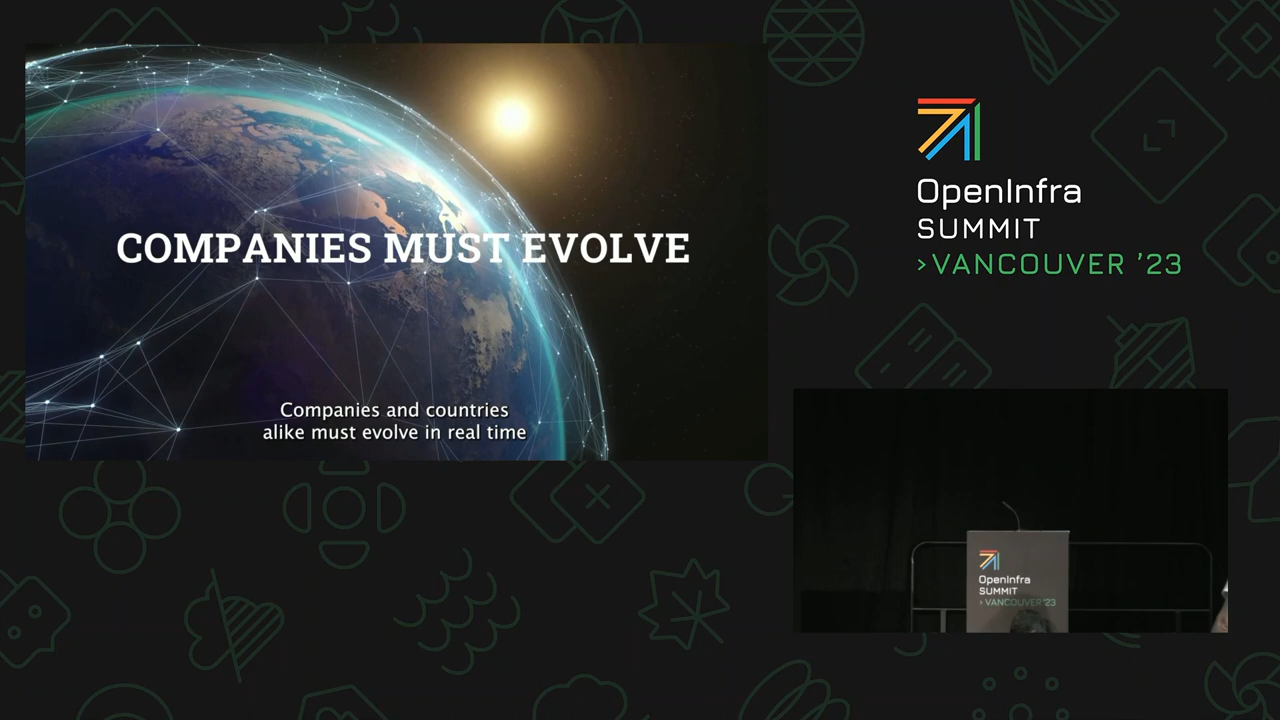 COMPANIES MUST EVOLVE
Companies and countries
alike must evolve in real time
OpenInfra
SUMMIT
>VANCOUVER ’23
OpenInfra
SUMMIT
> VANCOUVER ’23